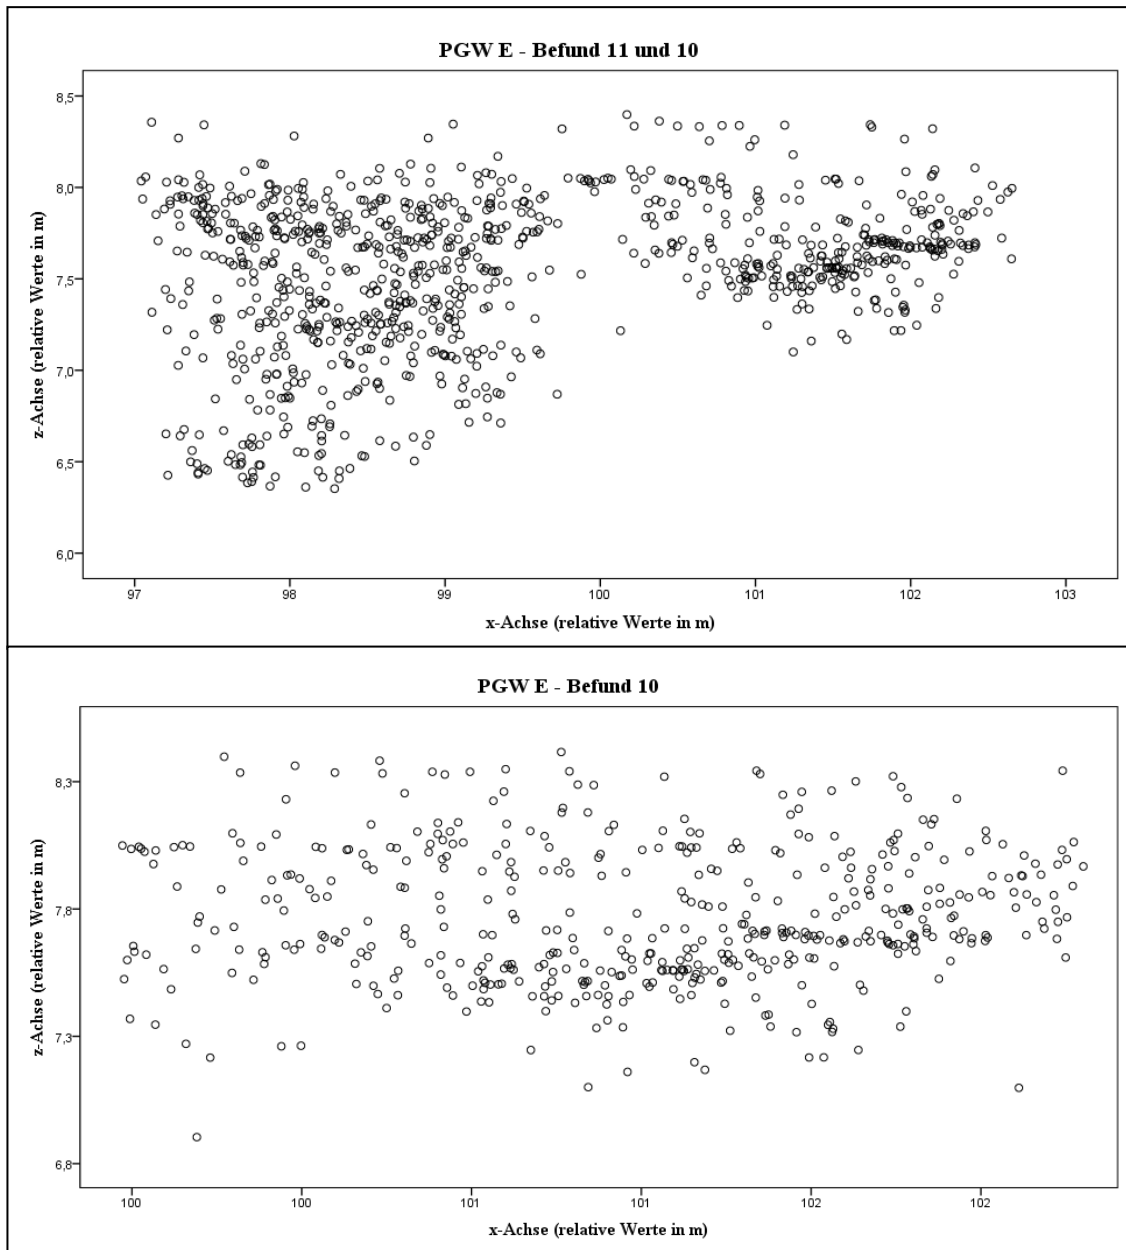 PGW E - Befund 11 und 10
8,5
8,0
7,5
7,0
6,5
6,0
z-Achse (relative Werte in m)
97 98 99 100 101 102 103
x-Achse (relative Werte in m)
PGW E - Befund 10
8,3
7,8
7,3
6,8
z-Achse (relative Werte in m)
100 100 101 101 102 102
x-Achse (relative Werte in m)